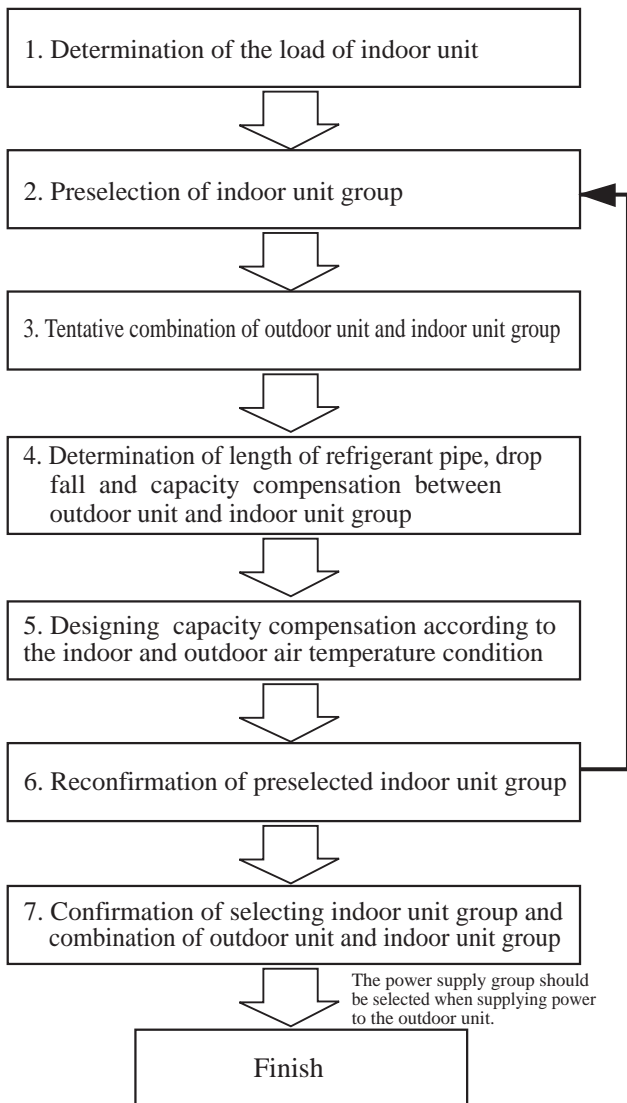 1. Determination of the load of indoor unit
2. Preselection of indoor unit group
3. Tentative combination of outdoor unit and indoor unit group
4. Determination of length of refrigerant pipe, drop
fall and capacity compensation between
outdoor unit and indoor unit group
5. Designing capacity compensation according to
the indoor and outdoor air temperature condition
6. Reconfirmation of preselected indoor unit group
7. Confirmation of selecting indoor unit group and
combination of outdoor unit and indoor unit group
The power supply group should
be selected when supplying power
to the outdoor unit.
Finish